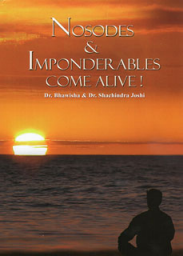 NOSODES
&
IMPONDERABLES
COME ALIVE!
Dr. Bhawisha & Dr. Shachindra Joshi